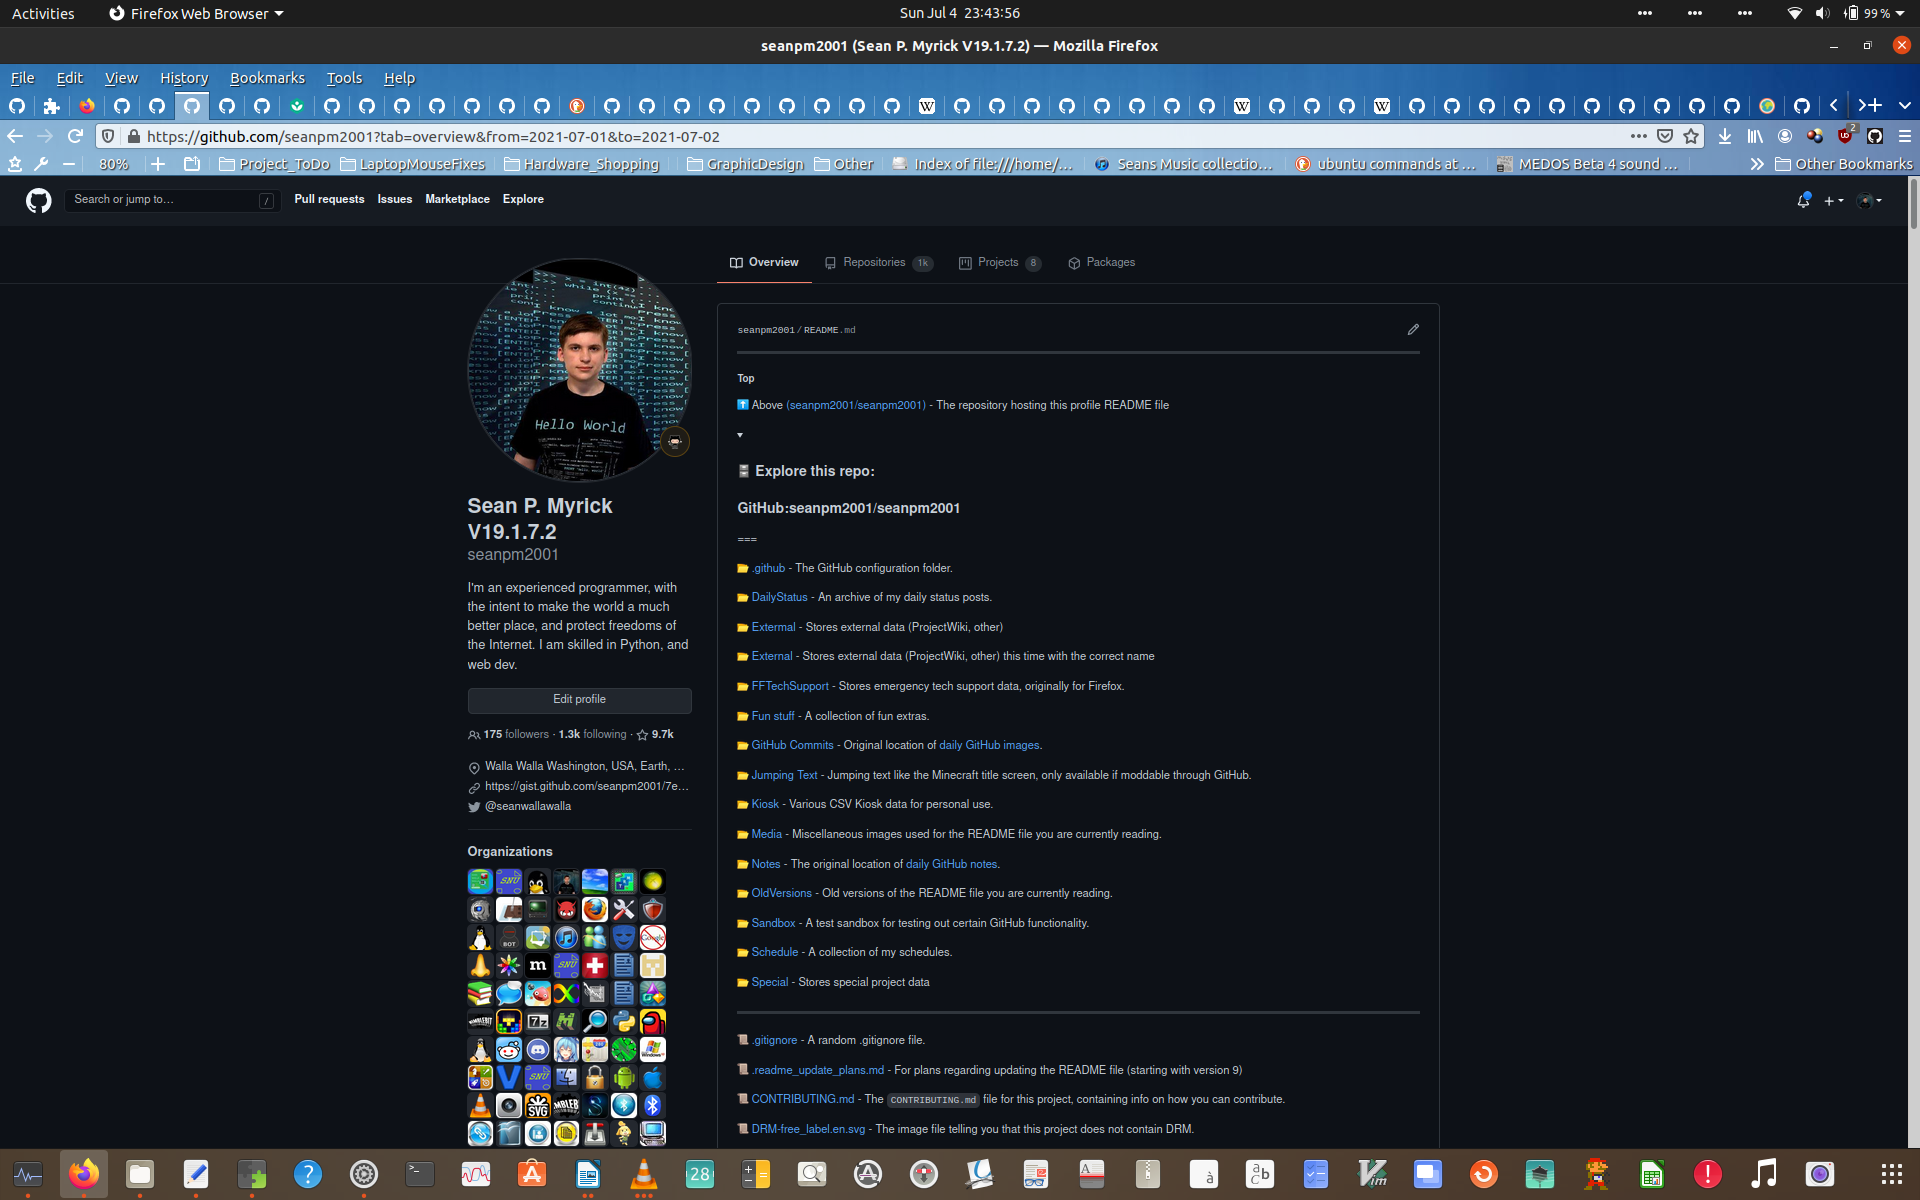 Activities
Firefox Web Browser
Sun Jul 4 23:43:56
99 %
seanpm2001 (Sean P. Myrick V19.1.7.2) — Mozilla Firefox
File Edit View History Bookmarks Tools Help
https://github.com/seanpm2001?tab=overview&from=2021-07-01&to=2021-07-02
2
80%
Project_ToDo
LaptopMouseFixes
Hardware_Shopping
GraphicDesign
Other
Index of file:///home/…
Seans Music collectio…
ubuntu commands at …
MEDOS Beta 4 sound …
Other Bookmarks
Search or jump to…
/
Pull requests Issues Marketplace Explore
Overview
Repositories 1k
Projects 8
Packages
Hello World
Sean P. Myrick
V19.1.7.2
seanpm2001
I'm an experienced programmer, with
the intent to make the world a much
better place, and protect freedoms of
the Internet. I am skilled in Python, and
web dev.
Edit profile
175 followers · 1.3k following · 9.7k
Walla Walla Washington, USA, Earth, …
https://gist.github.com/seanpm2001/7e…
@seanwallawalla
Organizations
seanpm2001/README.md
Top
Above (seanpm2001/seanpm2001) - The repository hosting this profile README file
Explore this repo:
GitHub:seanpm2001/seanpm2001
===
.github - The GitHub configuration folder.
DailyStatus - An archive of my daily status posts.
Extermal - Stores external data (ProjectWiki, other)
External - Stores external data (ProjectWiki, other) this time with the correct name
FFTechSupport - Stores emergency tech support data, originally for Firefox.
Fun stuff - A collection of fun extras.
GitHub Commits - Original location of daily GitHub images.
Jumping Text - Jumping text like the Minecraft title screen, only available if moddable through GitHub.
Kiosk - Various CSV Kiosk data for personal use.
Media - Miscellaneous images used for the README file you are currently reading.
Notes - The original location of daily GitHub notes.
OldVersions - Old versions of the README file you are currently reading.
Sandbox - A test sandbox for testing out certain GitHub functionality.
Schedule - A collection of my schedules.
Special - Stores special project data
.gitignore - A random .gitignore file.
.readme_update_plans.md - For plans regarding updating the README file (starting with version 9)
CONTRIBUTING.md - The CONTRIBUTING.md file for this project, containing info on how you can contribute.
DRM-free_label.en.svg - The image file telling you that this project does not contain DRM.
28